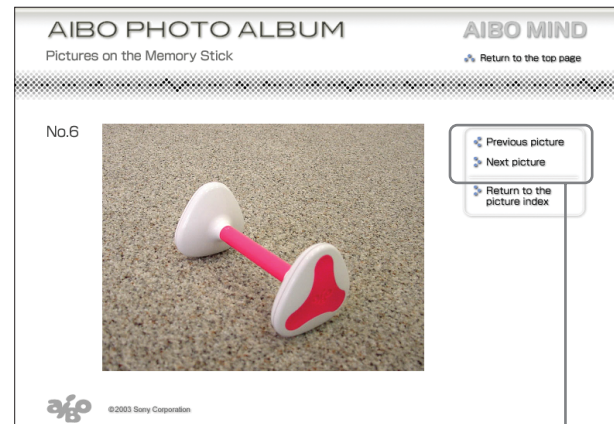 AIBO PHOTO ALBUM
AIBO MIND
Pictures on the Memory Stick
Return to the top page
No.6
Previous picture
Next picture
Return to the
picture index
aiBO
©2003 Sony Corporation